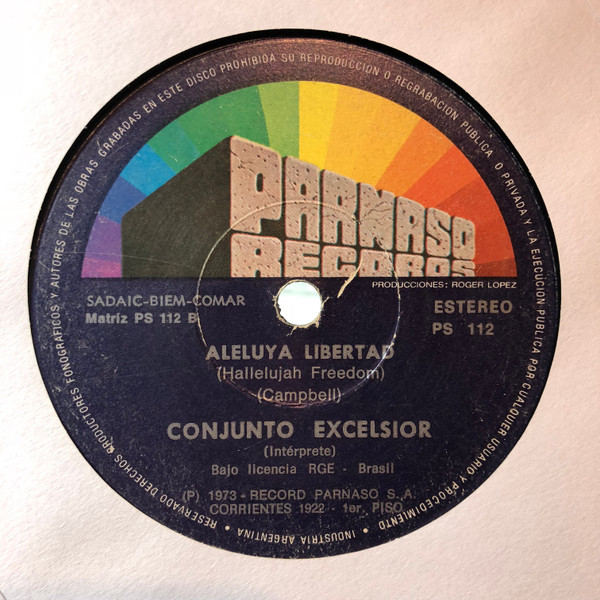 RESERVADO DERECHOS PRODUCTORES FONOGRAFICOS Y AUTORES DE LAS OBRAS GRABADAS EN ESTE DISCO PROHIBIDA SU REPRODUCCION O REGRABACION PUBLICA O PRIVADA Y LA EJECUCION PUBLICA POR CUALQUIER USUARIO Y PROCEDIMIENTO · INDUSTRIA ARGENTINA ·
PARNASO
RECORDS
PRODUCCIONES: ROGER LOPEZ
SADAIC-BIEM-COMAR
Matríz PS 112 B
ESTEREO
PS 112
ALELUYA LIBERTAD
(Hallelujah Freedom)
(Campbell)
CONJUNTO EXCELSIOR
(Intérprete)
Bajo licencia RGE - Brasil
(P) 1973 - RECORD PARNASO S.A.
CORRIENTES 1922 - 1er. PISO